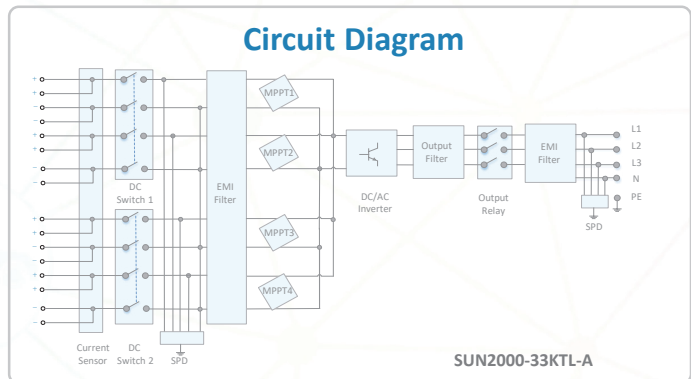 Circuit Diagram
+
+
−
−
+
+
−
−
+
+
−
−
+
+
−
−
Current
Sensor
DC
Switch 1
DC
Switch 2
SPD
EMI
Filter
MPPT1
MPPT2
MPPT3
MPPT4
DC/AC
Inverter
Output
Filter
Output
Relay
EMI
Filter
L1
L2
L3
N
PE
SPD
SUN2000-33KTL-A